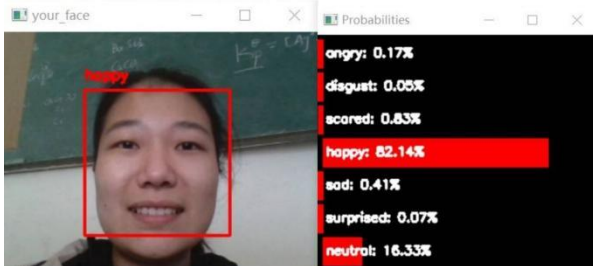 your_face
happy
Probabilities
angry: 0.17%
disgust: 0.05%
scared: 0.83%
happy: 82.14%
sad: 0.41%
surprised: 0.07%
neutral: 16.33%